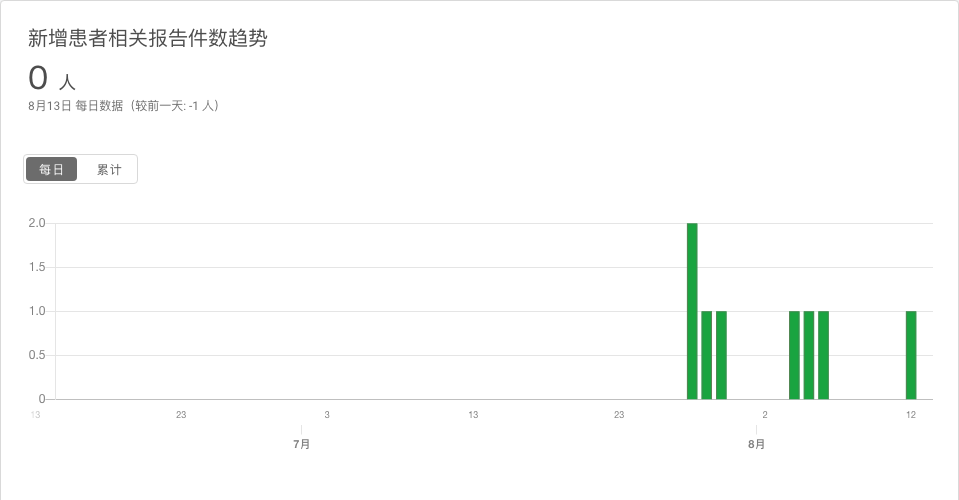 新增患者相关报告件数趋势
0 人
8月13日 每日数据（较前一天: -1 人）
每日 累计
2.0
1.5
1.0
0.5
0
13 23 3 13 23 2 12
7月 8月